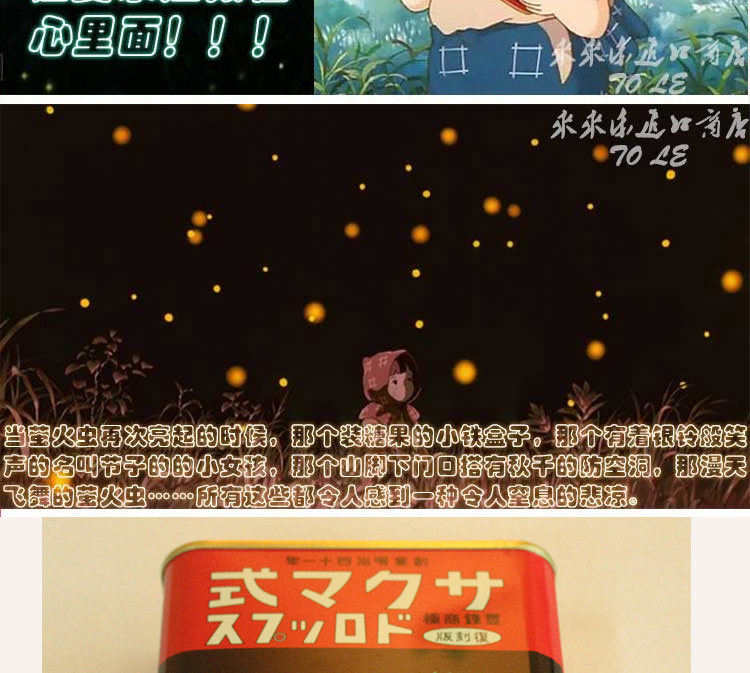 心里面！！！
来来乐进口商店
TO LE
来来乐进口商店
TO LE
当萤火虫再次亮起的时候，那个装糖果的小铁盒子，那个有着银铃般笑
声的名叫节子的的小女孩，那个山脚下门口搭有秋千的防空洞，那漫天
飞舞的萤火虫……所有这些都令人感到一种令人窒息的悲凉。
年一十四治明業創
式マクサ
標商錄登
スプッロド
版刻復